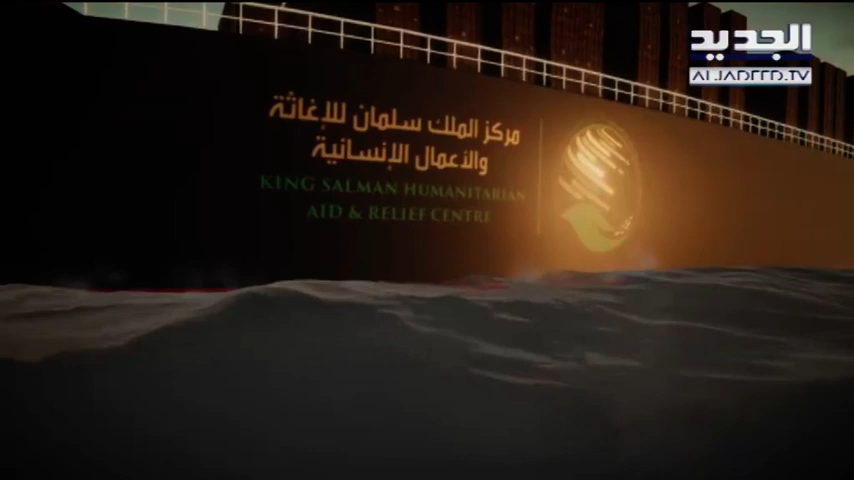 الجديد
ALJADEED.TV
مركز الملك سلمان للإغاثة
والأعمال الإنسانية
KING SALMAN HUMANITARIAN
AID & RELIEF CENTRE